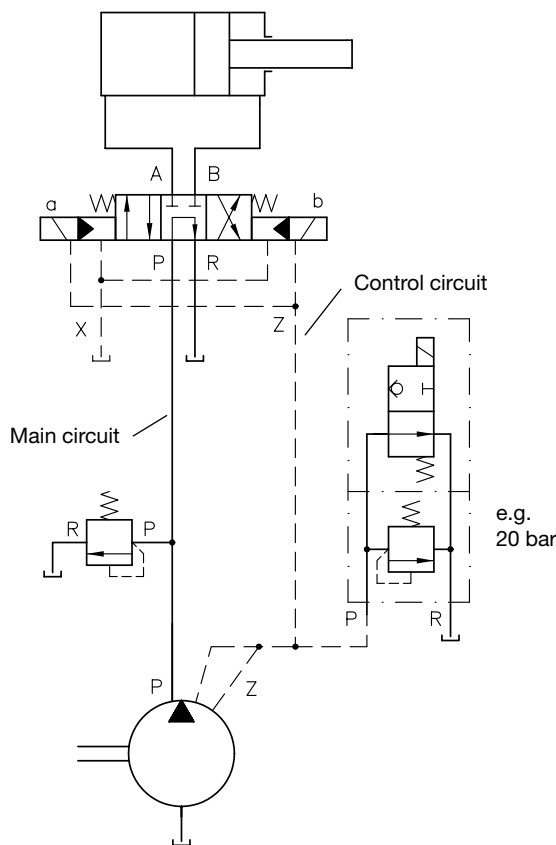 A B
a b
P R
Control circuit
X Z
Main circuit
R P
e.g.
20 bar
P R
P Z